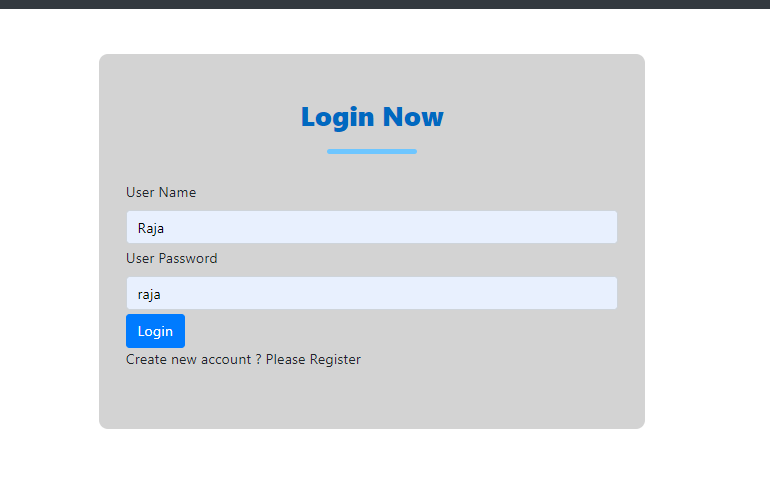 Login Now
User Name
Raja
User Password
raja
Login
Create new account ? Please Register